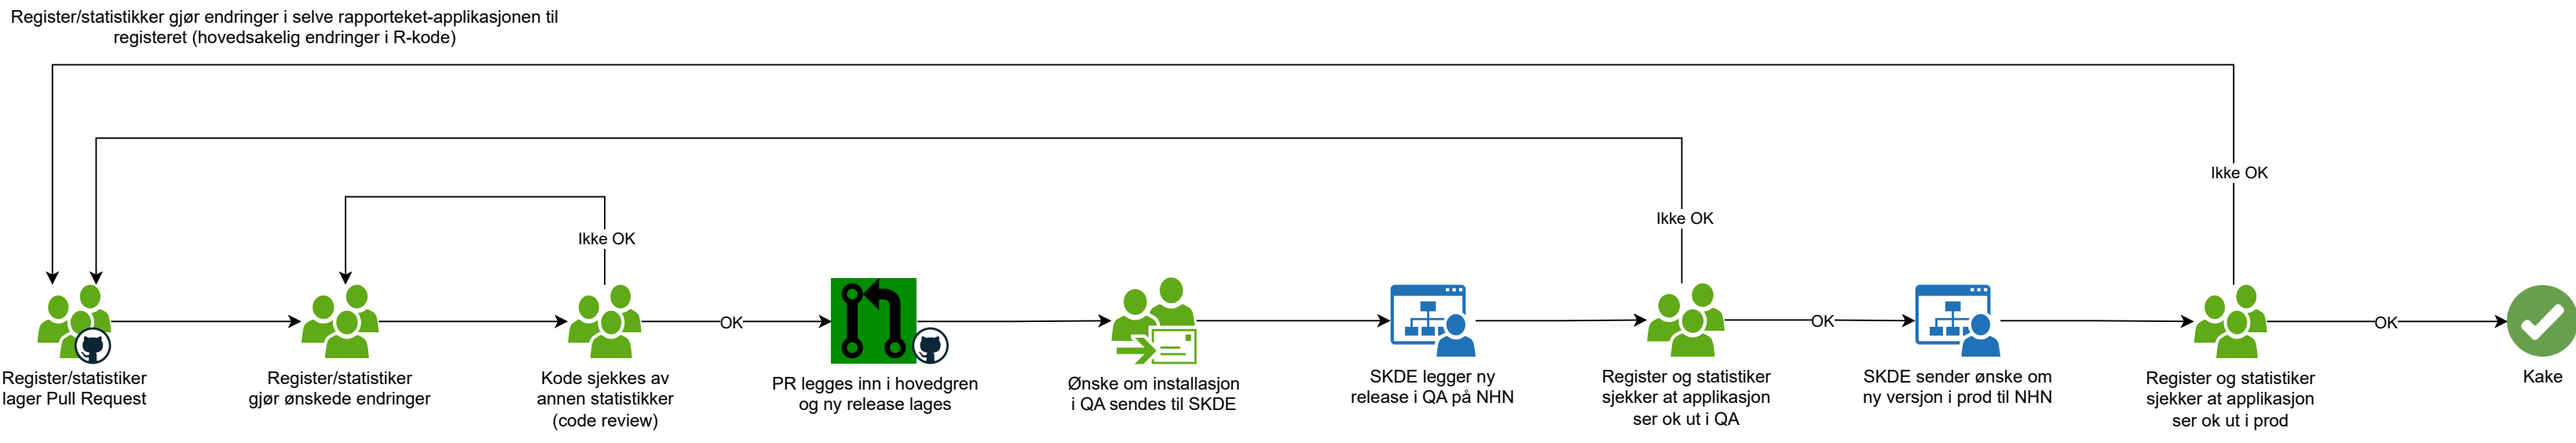 Register/statistikker gjør endringer i selve rapporteket-applikasjonen til
registeret (hovedsakelig endringer i R-kode)
Ikke OK
Ikke OK
Ikke OK
OK
OK
OK
Register/statistiker
lager Pull Request
Register/statistiker
gjør ønskede endringer
Kode sjekkes av
annen statistikker
(code review)
PR legges inn i hovedgren
og ny release lages
Ønske om installasjon
i QA sendes til SKDE
SKDE legger ny
release i QA på NHN
Register og statistiker
sjekker at applikasjon
ser ok ut i QA
SKDE sender ønske om
ny versjon i prod til NHN
Register og statistiker
sjekker at applikasjon
ser ok ut i prod
Kake